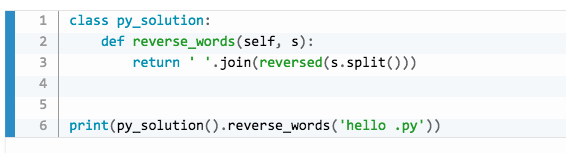 1 class py_solution:
2     def reverse_words(self, s):
3         return ' '.join(reversed(s.split()))
4
5
6 print(py_solution().reverse_words('hello .py'))